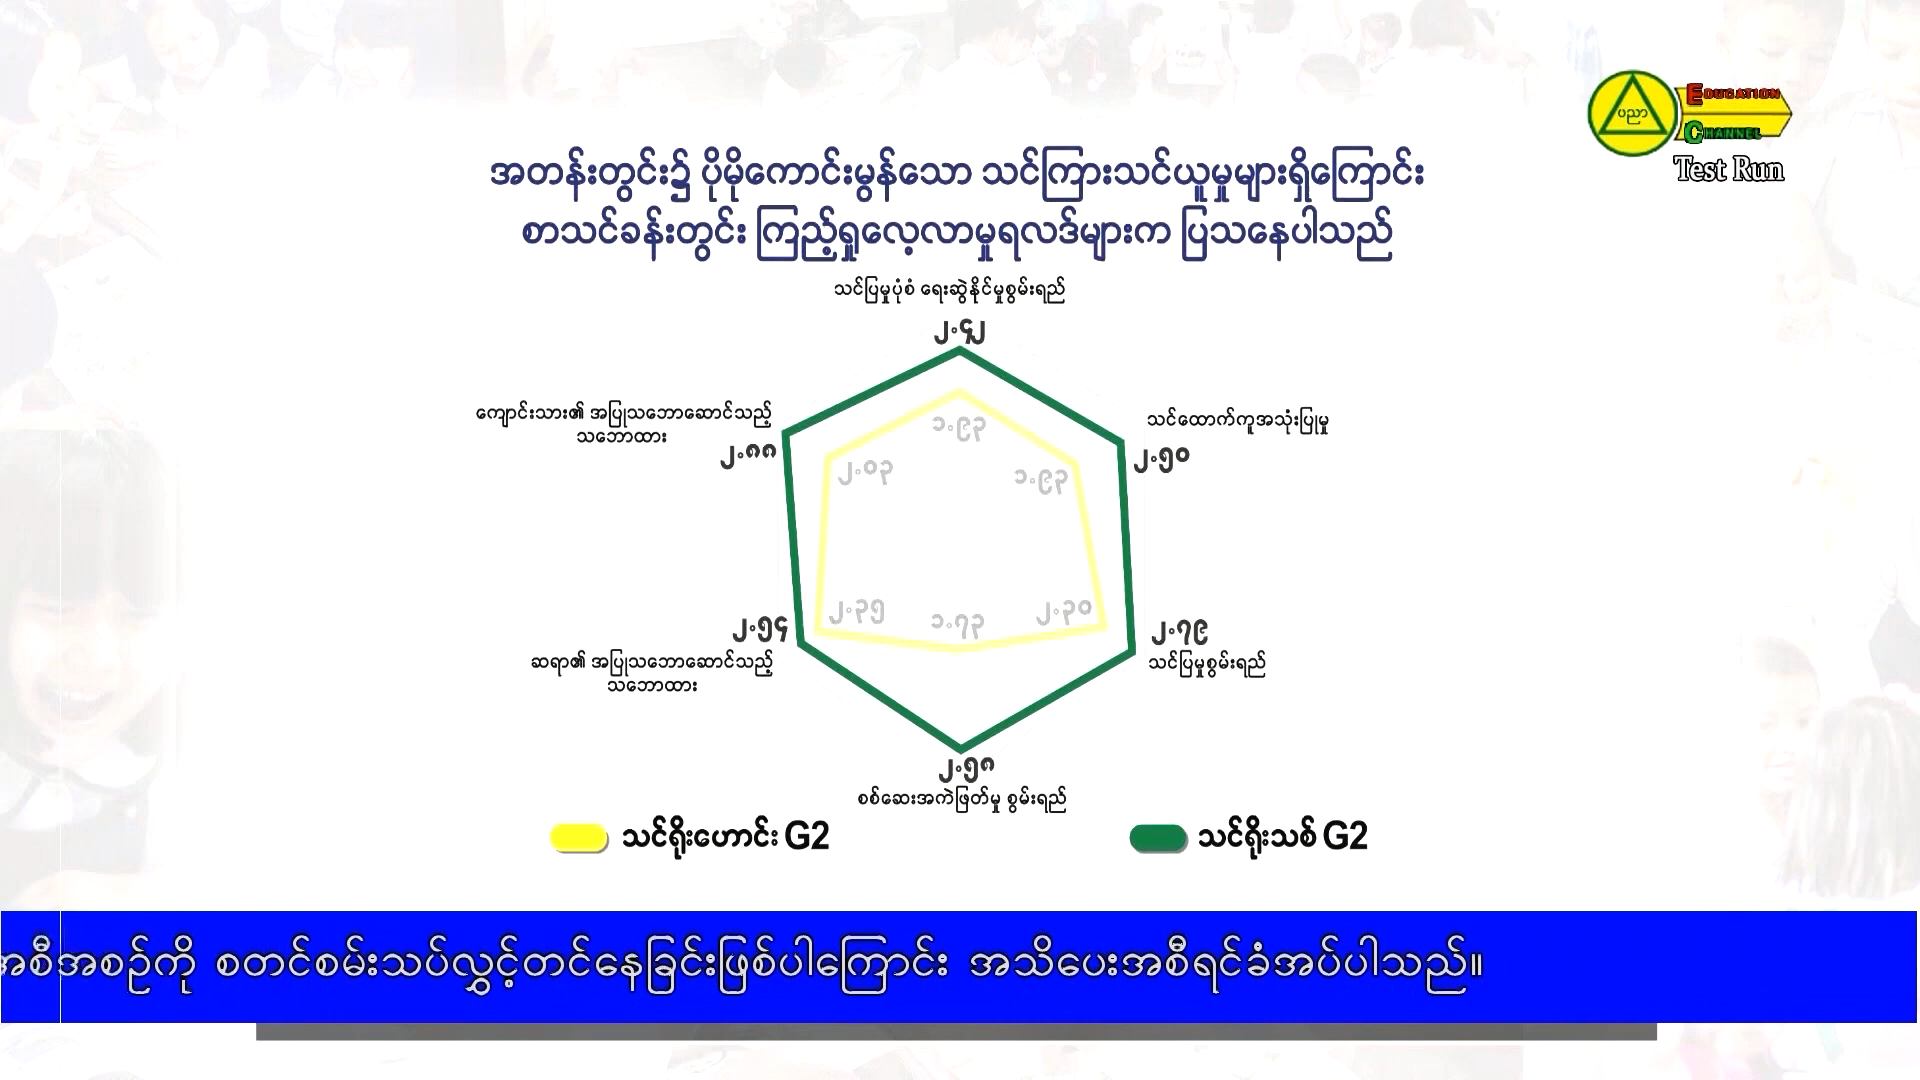 ပညာ
EDUCATION
CHANNEL
Test Run
အတန်းတွင်း၌ ပိုမိုကောင်းမွန်သော သင်ကြားသင်ယူမှုများရှိကြောင်း
စာသင်ခန်းတွင်း ကြည့်ရှုလေ့လာမှုရလဒ်များက ပြသနေပါသည်
သင်ပြမှုပုံစံ ရေးဆွဲနိုင်မှုစွမ်းရည်
၂.၄၂
ကျောင်းသား၏ အပြုသဘောဆောင်သည့်
သဘောထား
၂.၈၈
သင်ထောက်ကူအသုံးပြုမှု
၂.၅၀
၁.၉၃
၂.၀၃
၁.၉၃
၂.၃၅
၁.၇၃
၂.၃၀
၂.၅၄
ဆရာ၏ အပြုသဘောဆောင်သည့်
သဘောထား
၂.၇၉
သင်ပြမှုစွမ်းရည်
၂.၅၈
စစ်ဆေးအကဲဖြတ်မှု စွမ်းရည်
သင်ရိုးဟောင်း G2
သင်ရိုးသစ် G2
အစီအစဉ်ကို စတင်စမ်းသပ်လွှင့်တင်နေခြင်းဖြစ်ပါကြောင်း အသိပေးအစီရင်ခံအပ်ပါသည်။